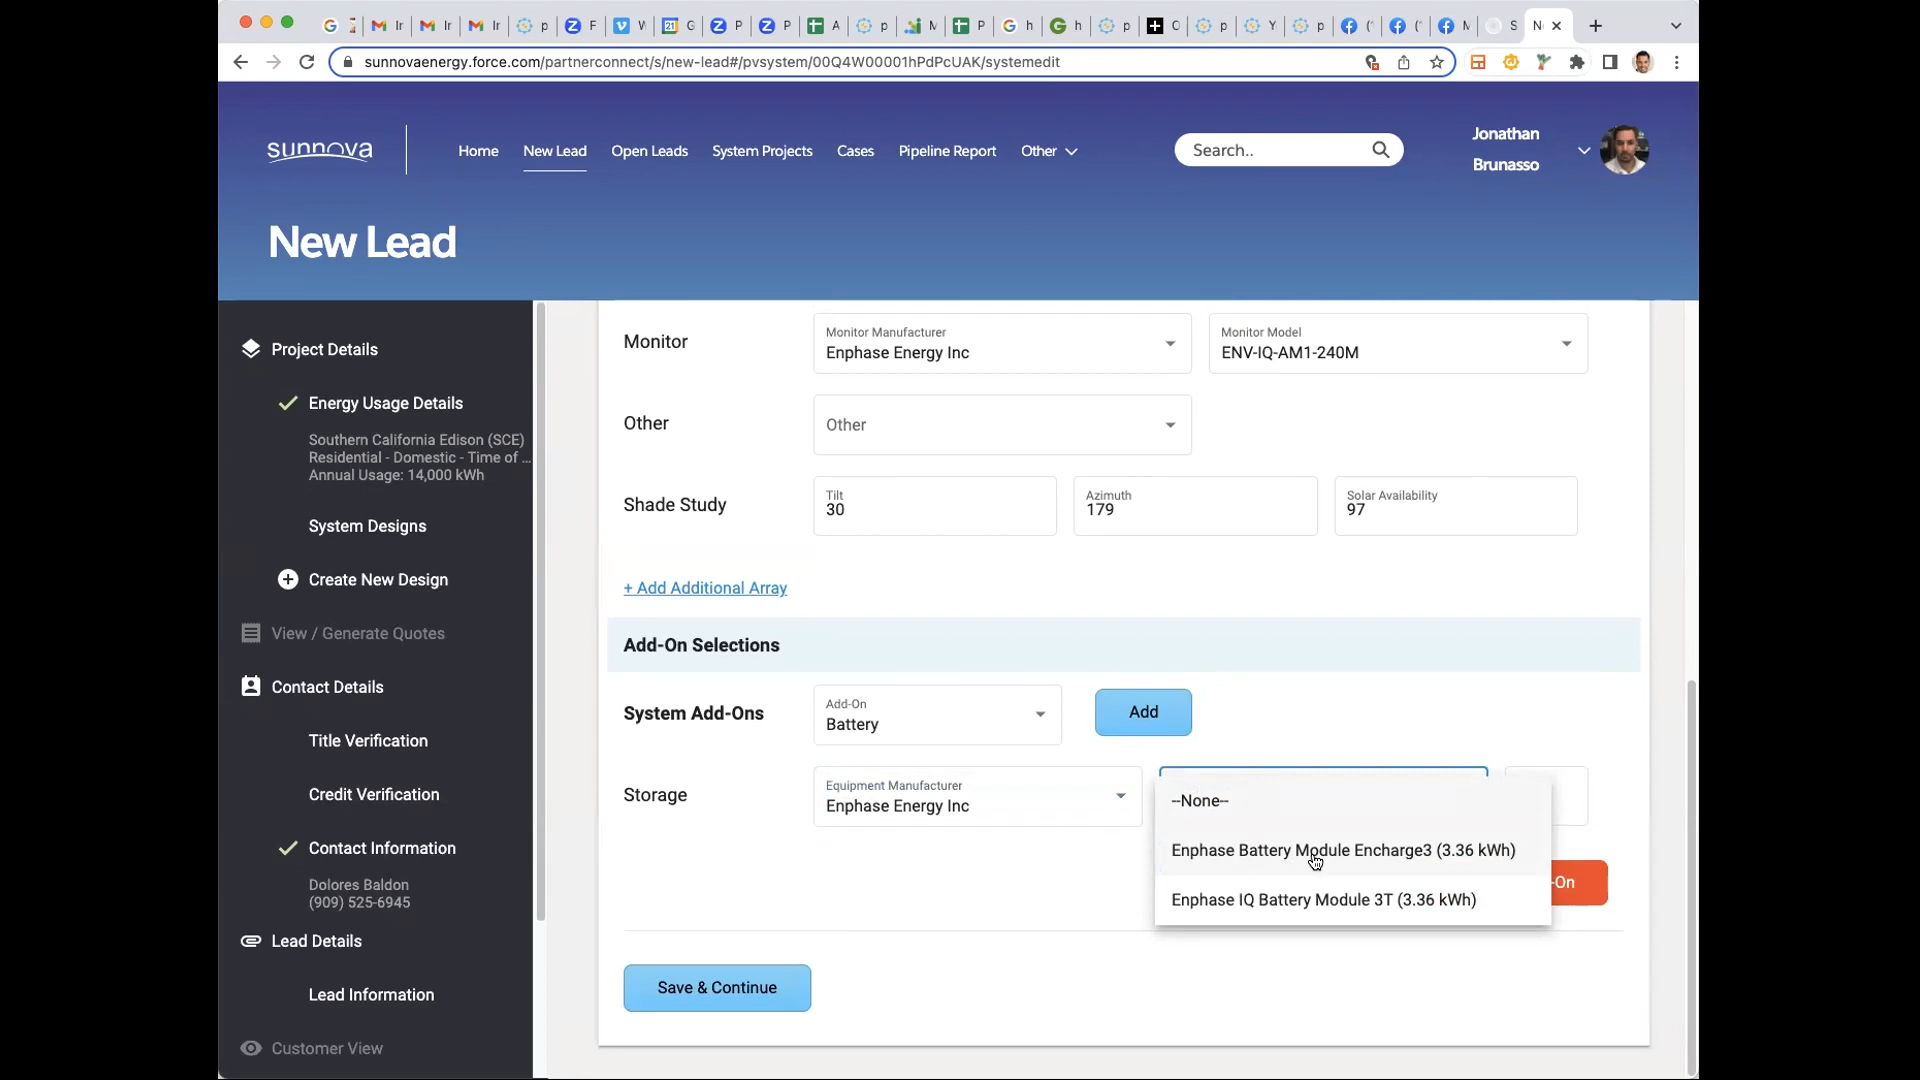 G
Ir
Ir
Ir
p
F
V
G
P
P
A
p
M
P
h
h
p
C
p
Y
p
(
(
M
S
N
sunnovaenergy.force.com/partnerconnect/s/new-lead#/pvsystem/00Q4W00001hPdPcUAK/systemedit
sunnova
Home
New Lead
Open Leads
System Projects
Cases
Pipeline Report
Other
Search..
Jonathan
Brunasso
New Lead
Project Details
Energy Usage Details
Southern California Edison (SCE)
Residential - Domestic - Time of ...
Annual Usage: 14,000 kWh
System Designs
Create New Design
View / Generate Quotes
Contact Details
Title Verification
Credit Verification
Contact Information
Dolores Baldon
(909) 525-6945
Lead Details
Lead Information
Customer View
Monitor
Monitor Manufacturer
Enphase Energy Inc
Monitor Model
ENV-IQ-AM1-240M
Other
Other
Shade Study
Tilt
30
Azimuth
179
Solar Availability
97
+ Add Additional Array
Add-On Selections
System Add-Ons
Add-On
Battery
Add
Storage
Equipment Manufacturer
Enphase Energy Inc
--None--
Enphase Battery Module Encharge3 (3.36 kWh)
Enphase IQ Battery Module 3T (3.36 kWh)
-On
Save & Continue